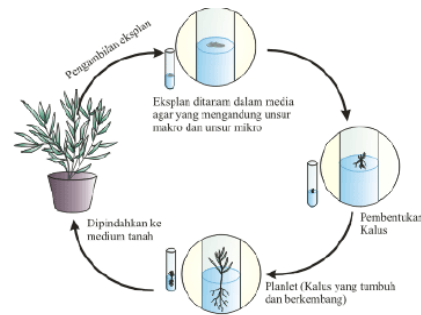 Pengambilan eksplan
Eksplan ditaram dalam media
agar yang mengandung unsur
makro dan unsur mikro
Pembentukan
Kalus
Planlet (Kalus yang tumbuh
dan berkembang)
Dipindahkan ke
medium tanah